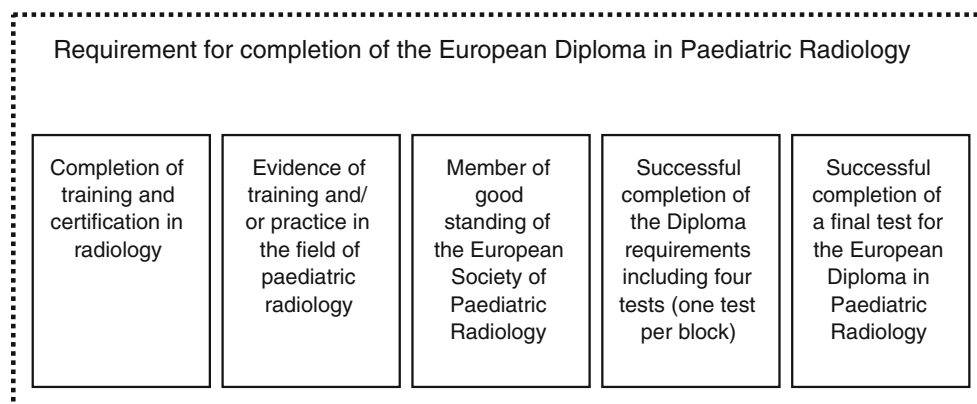 Requirement for completion of the European Diploma in Paediatric Radiology
Completion of
training and
certification in
radiology
Evidence of
training and/
or practice in
the field of
paediatric
radiology
Member of
good
standing of
the European
Society of
Paediatric
Radiology
Successful
completion of
the Diploma
requirements
including four
tests (one test
per block)
Successful
completion of
a final test for
the European
Diploma in
Paediatric
Radiology